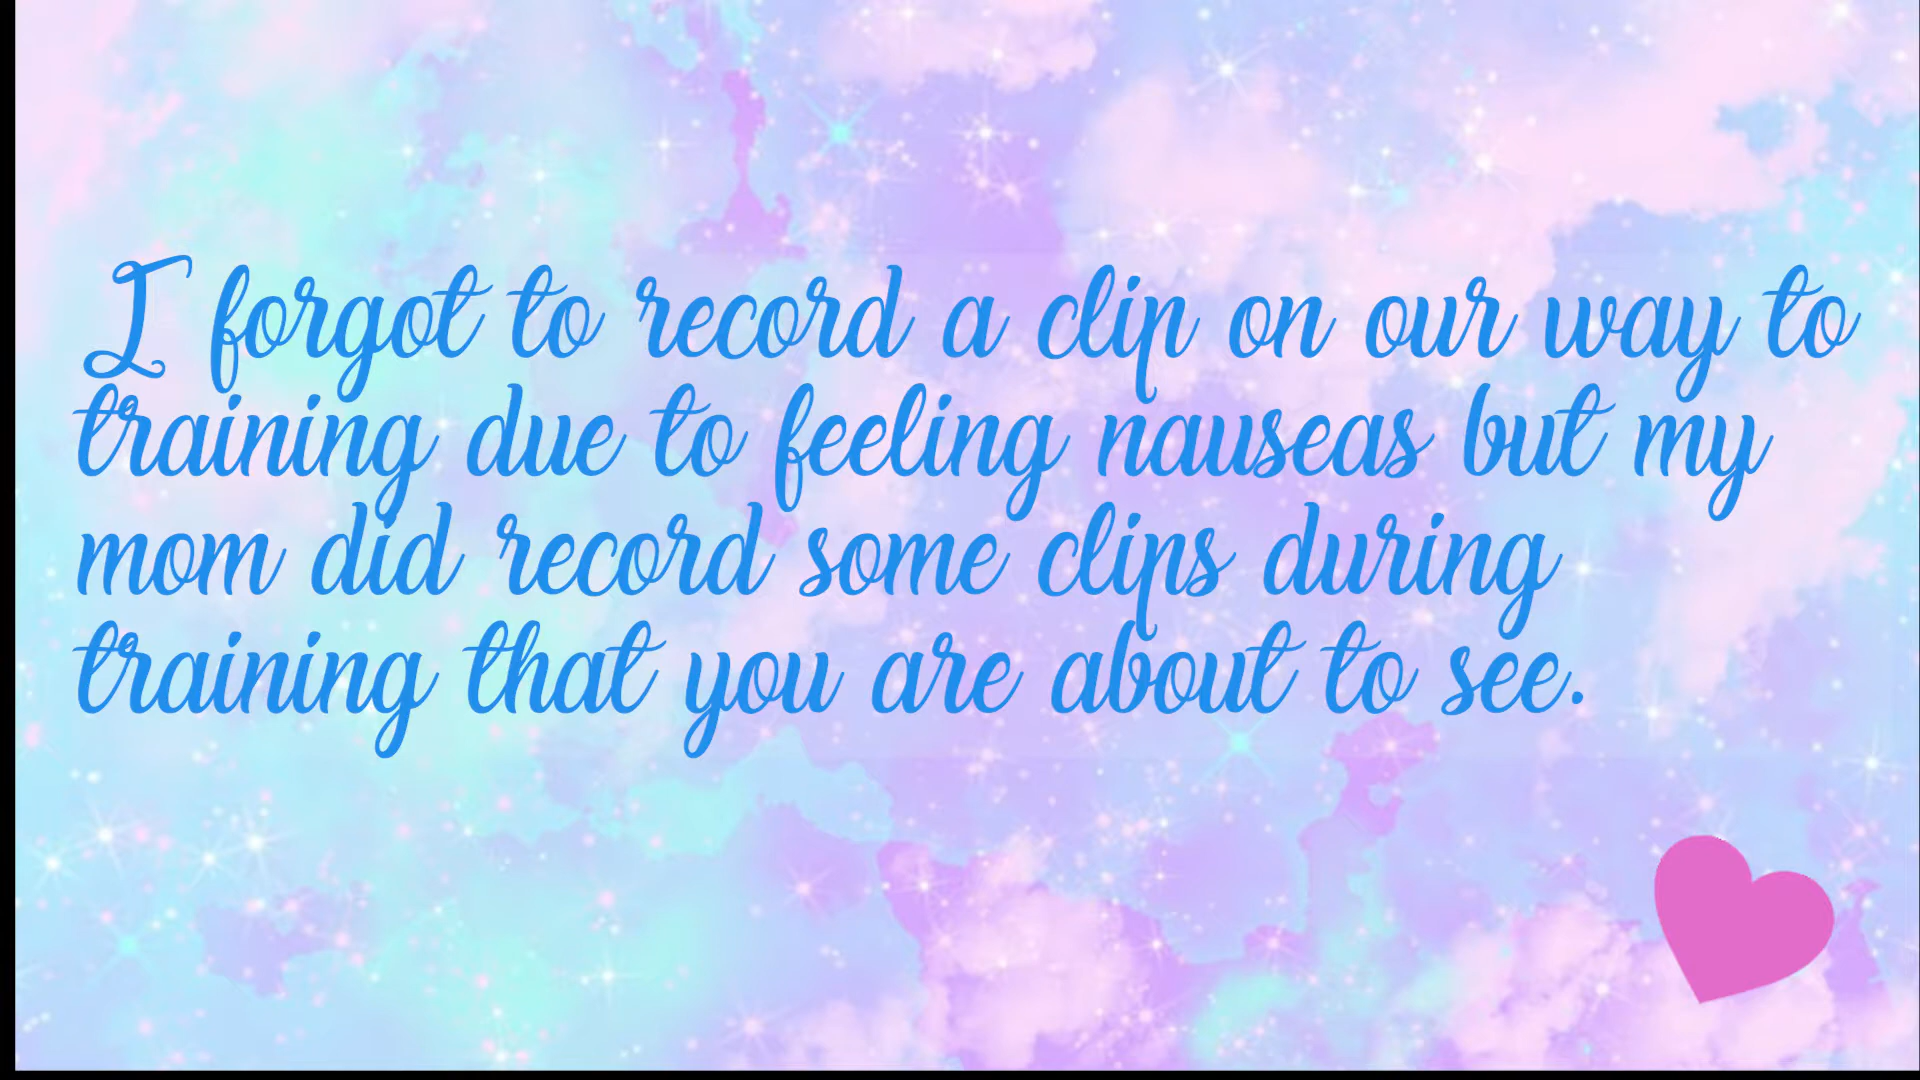 I forgot to record a clip on our way to
training due to feeling nauseas but my
mom did record some clips during
training that you are about to see.